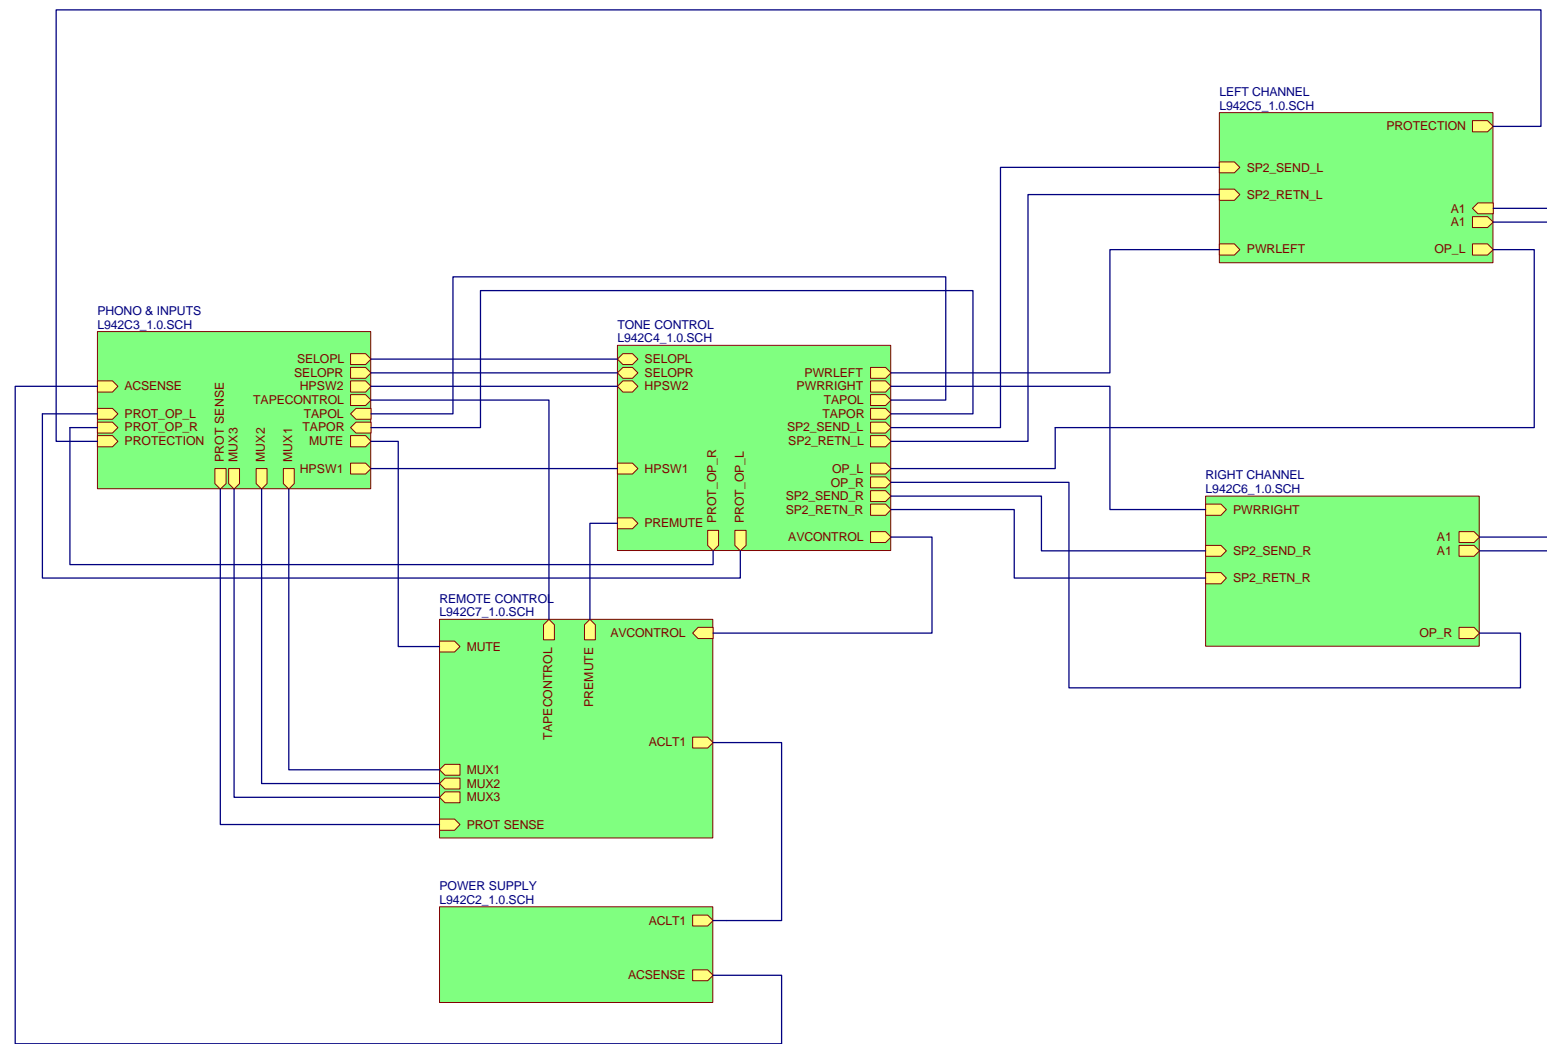 LEFT CHANNEL
L942C5_1.0.SCH
PROTECTION
SP2_SEND_L
SP2_RETN_L
A1
A1
PWRLEFT
OP_L
PHONO & INPUTS
L942C3_1.0.SCH
SELOPL
SELOPR
HPSW2
TAPECONTROL
TAPOL
TAPOR
MUTE
HPSW1
ACSENSE
PROT_OP_L
PROT_OP_R
PROTECTION
PROT SENSE
MUX3
MUX2
MUX1
TONE CONTROL
L942C4_1.0.SCH
SELOPL
SELOPR
HPSW2
HPSW1
PREMUTE
PROT_OP_R
PROT_OP_L
PWRLEFT
PWRRIGHT
TAPOL
TAPOR
SP2_SEND_L
SP2_RETN_L
OP_L
OP_R
SP2_SEND_R
SP2_RETN_R
AVCONTROL
RIGHT CHANNEL
L942C6_1.0.SCH
PWRRIGHT
SP2_SEND_R
SP2_RETN_R
A1
A1
OP_R
REMOTE CONTROL
L942C7_1.0.SCH
MUTE
TAPECONTROL
PREMUTE
AVCONTROL
ACLT1
MUX1
MUX2
MUX3
PROT SENSE
POWER SUPPLY
L942C2_1.0.SCH
ACLT1
ACSENSE